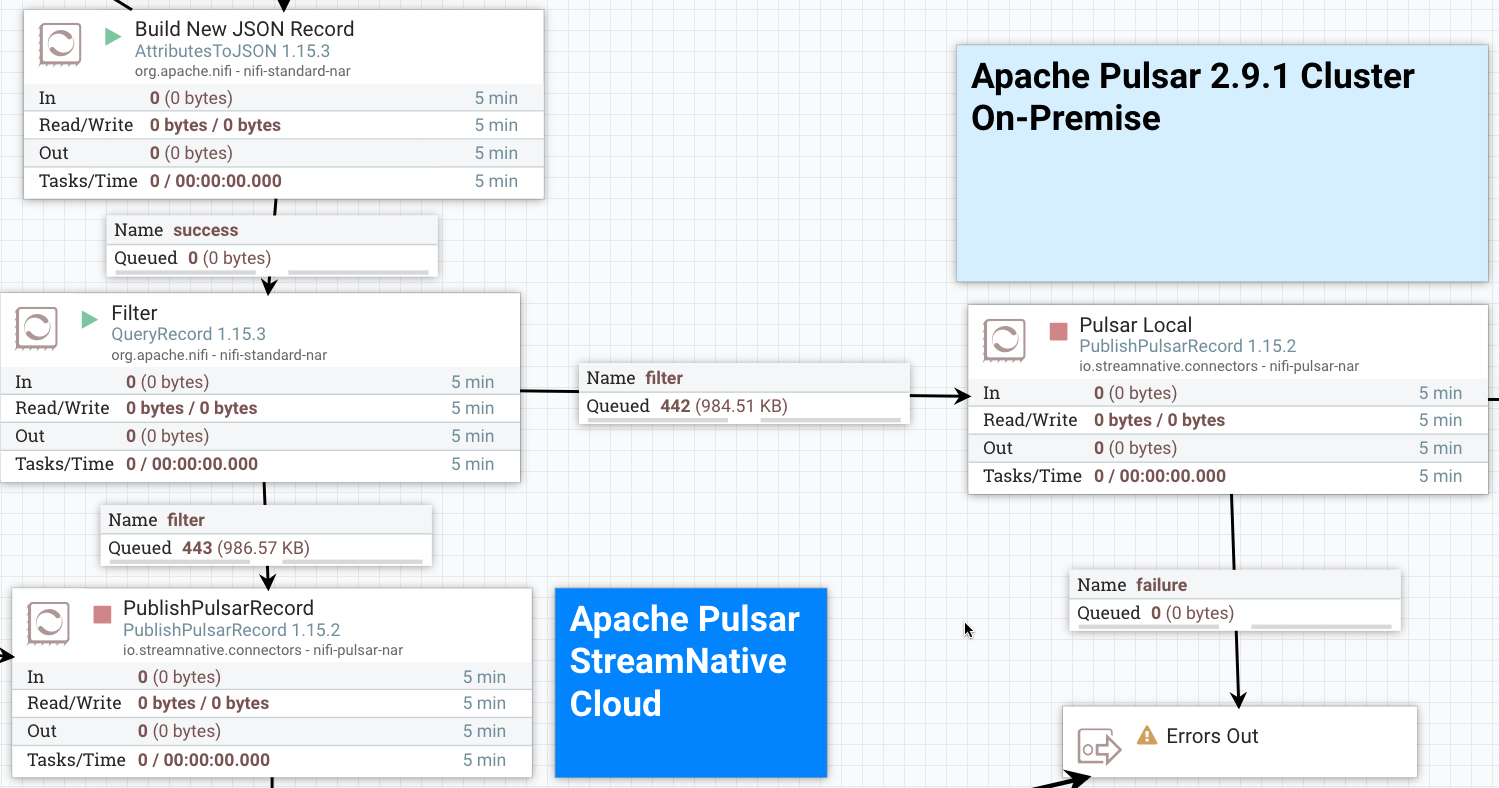 Build New JSON Record
AttributesToJSON 1.15.3
org.apache.nifi - nifi-standard-nar
In 0 (0 bytes) 5 min
Read/Write 0 bytes / 0 bytes 5 min
Out 0 (0 bytes) 5 min
Tasks/Time 0 / 00:00:00.000 5 min
Name success
Queued 0 (0 bytes)
Filter
QueryRecord 1.15.3
org.apache.nifi - nifi-standard-nar
In 0 (0 bytes) 5 min
Read/Write 0 bytes / 0 bytes 5 min
Out 0 (0 bytes) 5 min
Tasks/Time 0 / 00:00:00.000 5 min
Name filter
Queued 442 (984.51 KB)
Apache Pulsar 2.9.1 Cluster
On-Premise
Pulsar Local
PublishPulsarRecord 1.15.2
io.streamnative.connectors - nifi-pulsar-nar
In 0 (0 bytes) 5 min
Read/Write 0 bytes / 0 bytes 5 min
Out 0 (0 bytes) 5 min
Tasks/Time 0 / 00:00:00.000 5 min
Name filter
Queued 443 (986.57 KB)
PublishPulsarRecord
PublishPulsarRecord 1.15.2
io.streamnative.connectors - nifi-pulsar-nar
In 0 (0 bytes) 5 min
Read/Write 0 bytes / 0 bytes 5 min
Out 0 (0 bytes) 5 min
Tasks/Time 0 / 00:00:00.000 5 min
Apache Pulsar
StreamNative
Cloud
Name failure
Queued 0 (0 bytes)
Errors Out